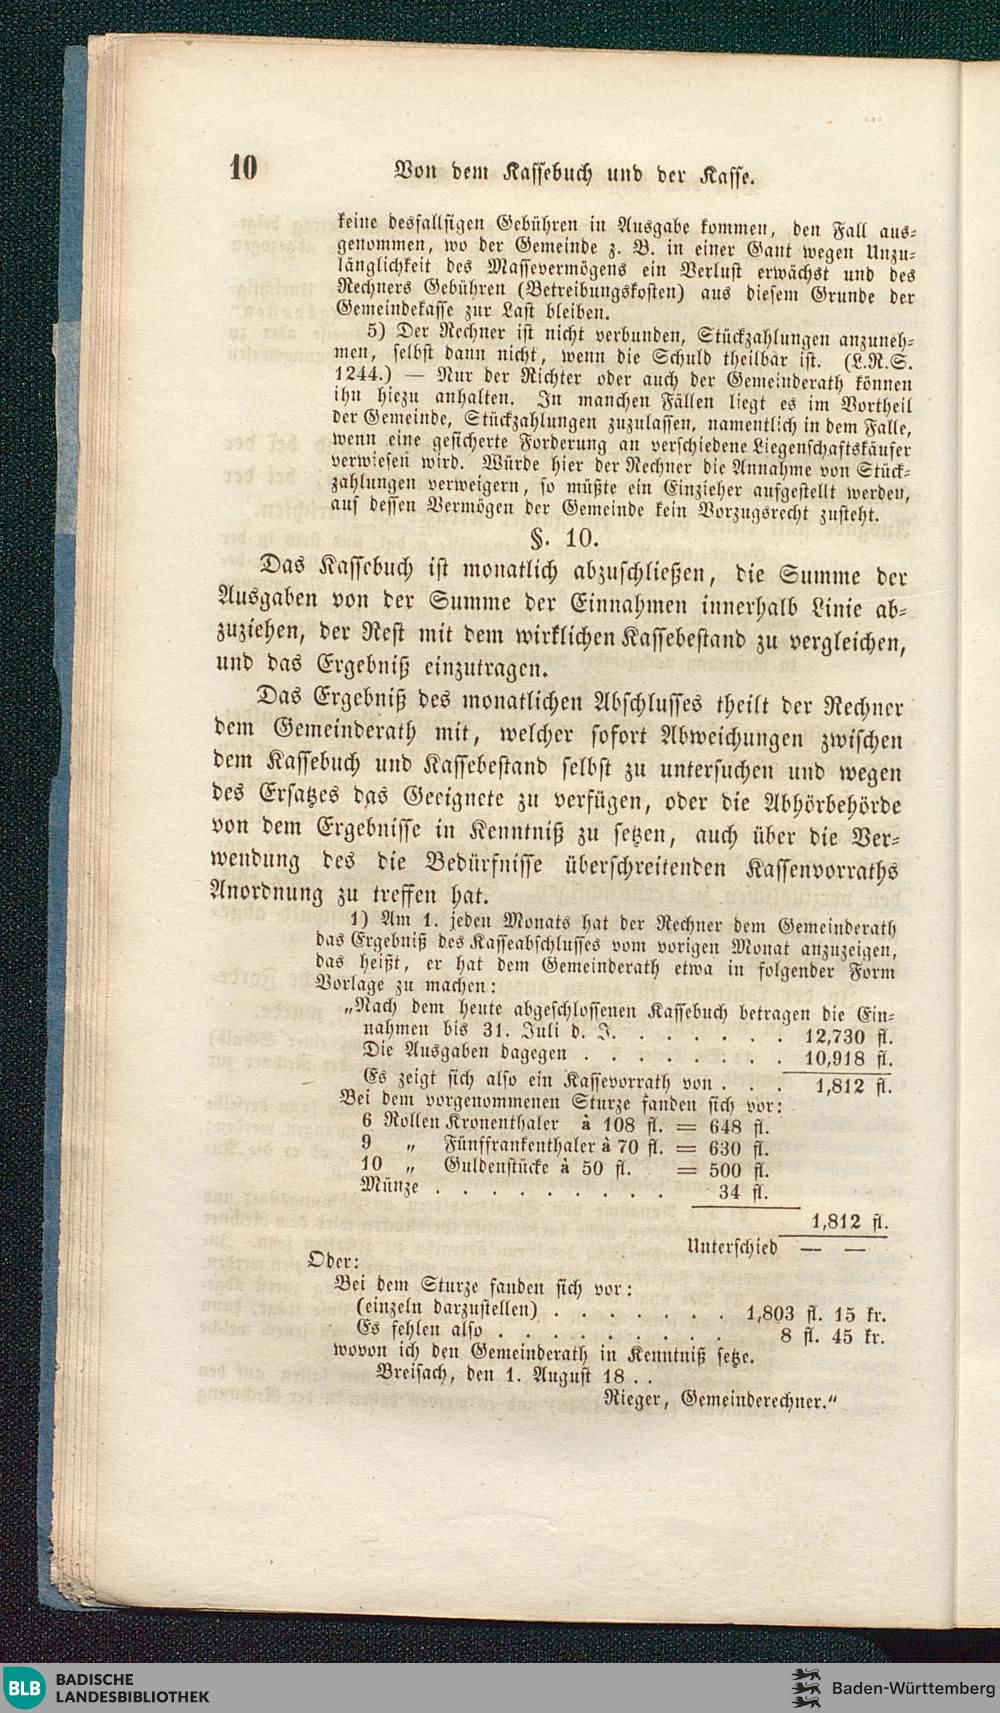 10 Von dem Kassebuch und der Kasse.
keine desfallsigen Gebühren in Ausgabe kommen, den Fall aus-
genommen, wo der Gemeinde z. B. in einer Gant wegen Unzu-
länglichkeit des Massevermögens ein Verlust erwächst und des
Rechners Gebühren (Betreibungskosten) aus diesem Grunde der
Gemeindekasse zur Last bleiben.
5) Der Rechner ist nicht verbunden, Stückzahlungen anzuneh-
men, selbst dann nicht, wenn die Schuld theilbar ist. (L.R.S.
1244.) — Nur der Richter oder auch der Gemeinderath können
ihn hiezu anhalten. In manchen Fällen liegt es im Vortheil
der Gemeinde, Stückzahlungen zuzulassen, namentlich in dem Falle,
wenn eine gesicherte Forderung an verschiedene Liegenschaftskäufer
verwiesen wird. Würde hier der Rechner die Annahme von Stück-
zahlungen verweigern, so müßte ein Einzieher aufgestellt werden,
auf dessen Vermögen der Gemeinde kein Vorzugsrecht zusteht.
§. 10.
Das Kassebuch ist monatlich abzuschließen, die Summe der
Ausgaben von der Summe der Einnahmen innerhalb Linie ab-
zuziehen, der Rest mit dem wirklichen Kassebestand zu vergleichen,
und das Ergebniß einzutragen.
Das Ergebniß des monatlichen Abschlusses theilt der Rechner
dem Gemeinderath mit, welcher sofort Abweichungen zwischen
dem Kassebuch und Kassebestand selbst zu untersuchen und wegen
des Ersatzes das Geeignete zu verfügen, oder die Abhörbehörde
von dem Ergebnisse in Kenntniß zu setzen, auch über die Ver-
wendung des die Bedürfnisse überschreitenden Kassenvorraths
Anordnung zu treffen hat.
1) Am 1. jeden Monats hat der Rechner dem Gemeinderath
das Ergebniß des Kasseabschlusses vom vorigen Monat anzuzeigen,
das heißt, er hat dem Gemeinderath etwa in folgender Form
Vorlage zu machen:
„Nach dem heute abgeschlossenen Kassebuch betragen die Ein-
nahmen bis 31. Juli d. J. . . . . . . . 12,730 fl.
Die Ausgaben dagegen . . . . . . . . 10,918 fl.
Es zeigt sich also ein Kassevorrath von . . . 1,812 fl.
Bei dem vorgenommenen Sturze fanden sich vor:
6 Rollen Kronenthaler à 108 fl. = 648 fl.
9 „ Fünffrankenthaler à 70 fl. = 630 fl.
10 „ Guldenstücke à 50 fl. = 500 fl.
Münze . . . . . . . . . 34 fl.
1,812 fl.
Unterschied — —
Oder:
Bei dem Sturze fanden sich vor:
(einzeln darzustellen) . . . . . . . 1,803 fl. 15 kr.
Es fehlen also . . . . . . . . . 8 fl. 45 kr.
wovon ich den Gemeinderath in Kenntniß setze.
Breisach, den 1. August 18 . .
Rieger, Gemeinderechner.“
BLB BADISCHE
LANDESBIBLIOTHEK
Baden-Württemberg